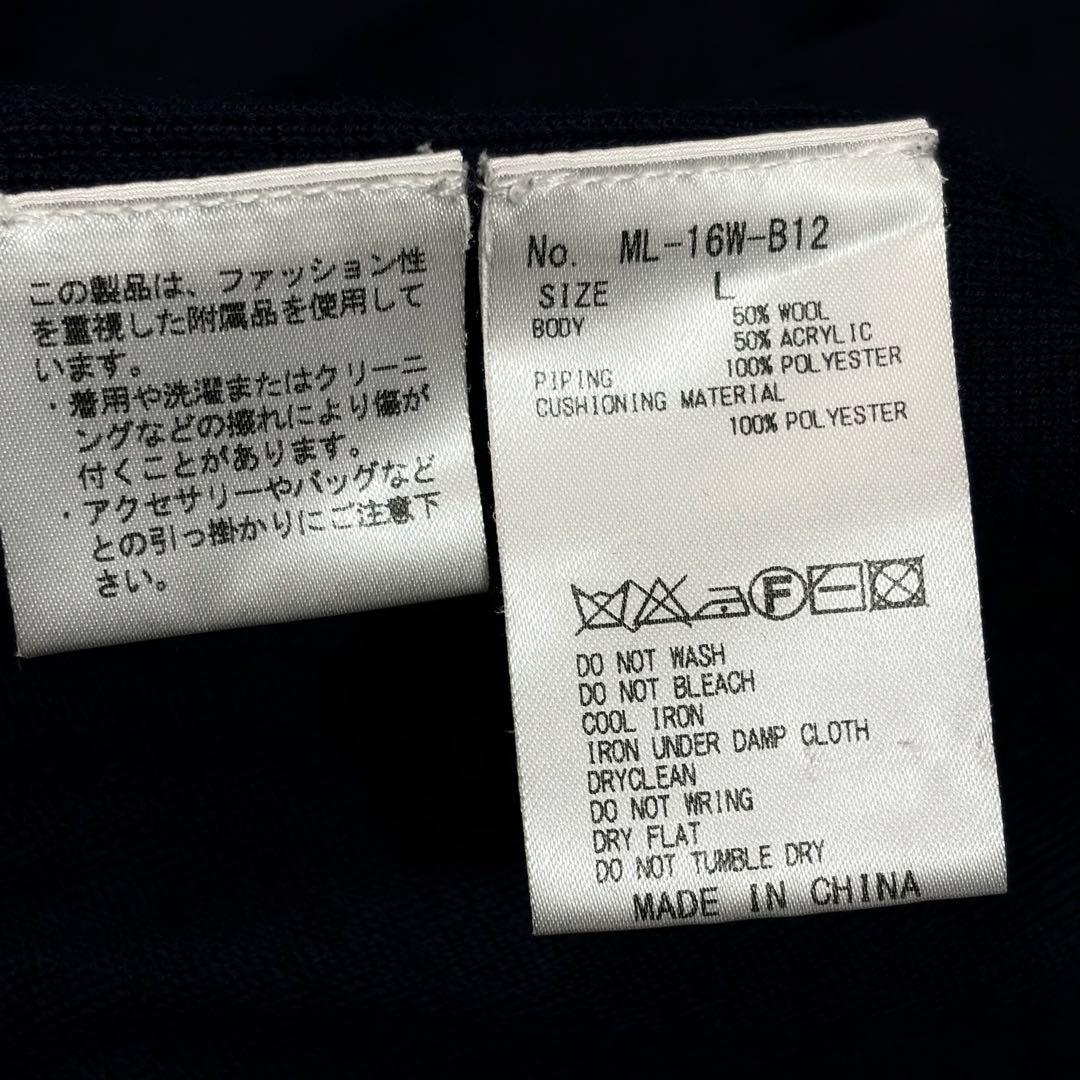 この製品は、ファッション性
を重視した附属品を使用して
います。
・着用や洗濯またはクリーニ
ングなどの擦れにより傷が
付くことがあります。
・アクセサリーやバッグなど
との引っ掛かりにご注意下
さい。
No. ML-16W-B12
SIZE L
BODY 50% WOOL
50% ACRYLIC
PIPING 100% POLYESTER
CUSHIONING MATERIAL
100% POLYESTER
F
DO NOT WASH
DO NOT BLEACH
COOL IRON
IRON UNDER DAMP CLOTH
DRYCLEAN
DO NOT WRING
DRY FLAT
DO NOT TUMBLE DRY
MADE IN CHINA